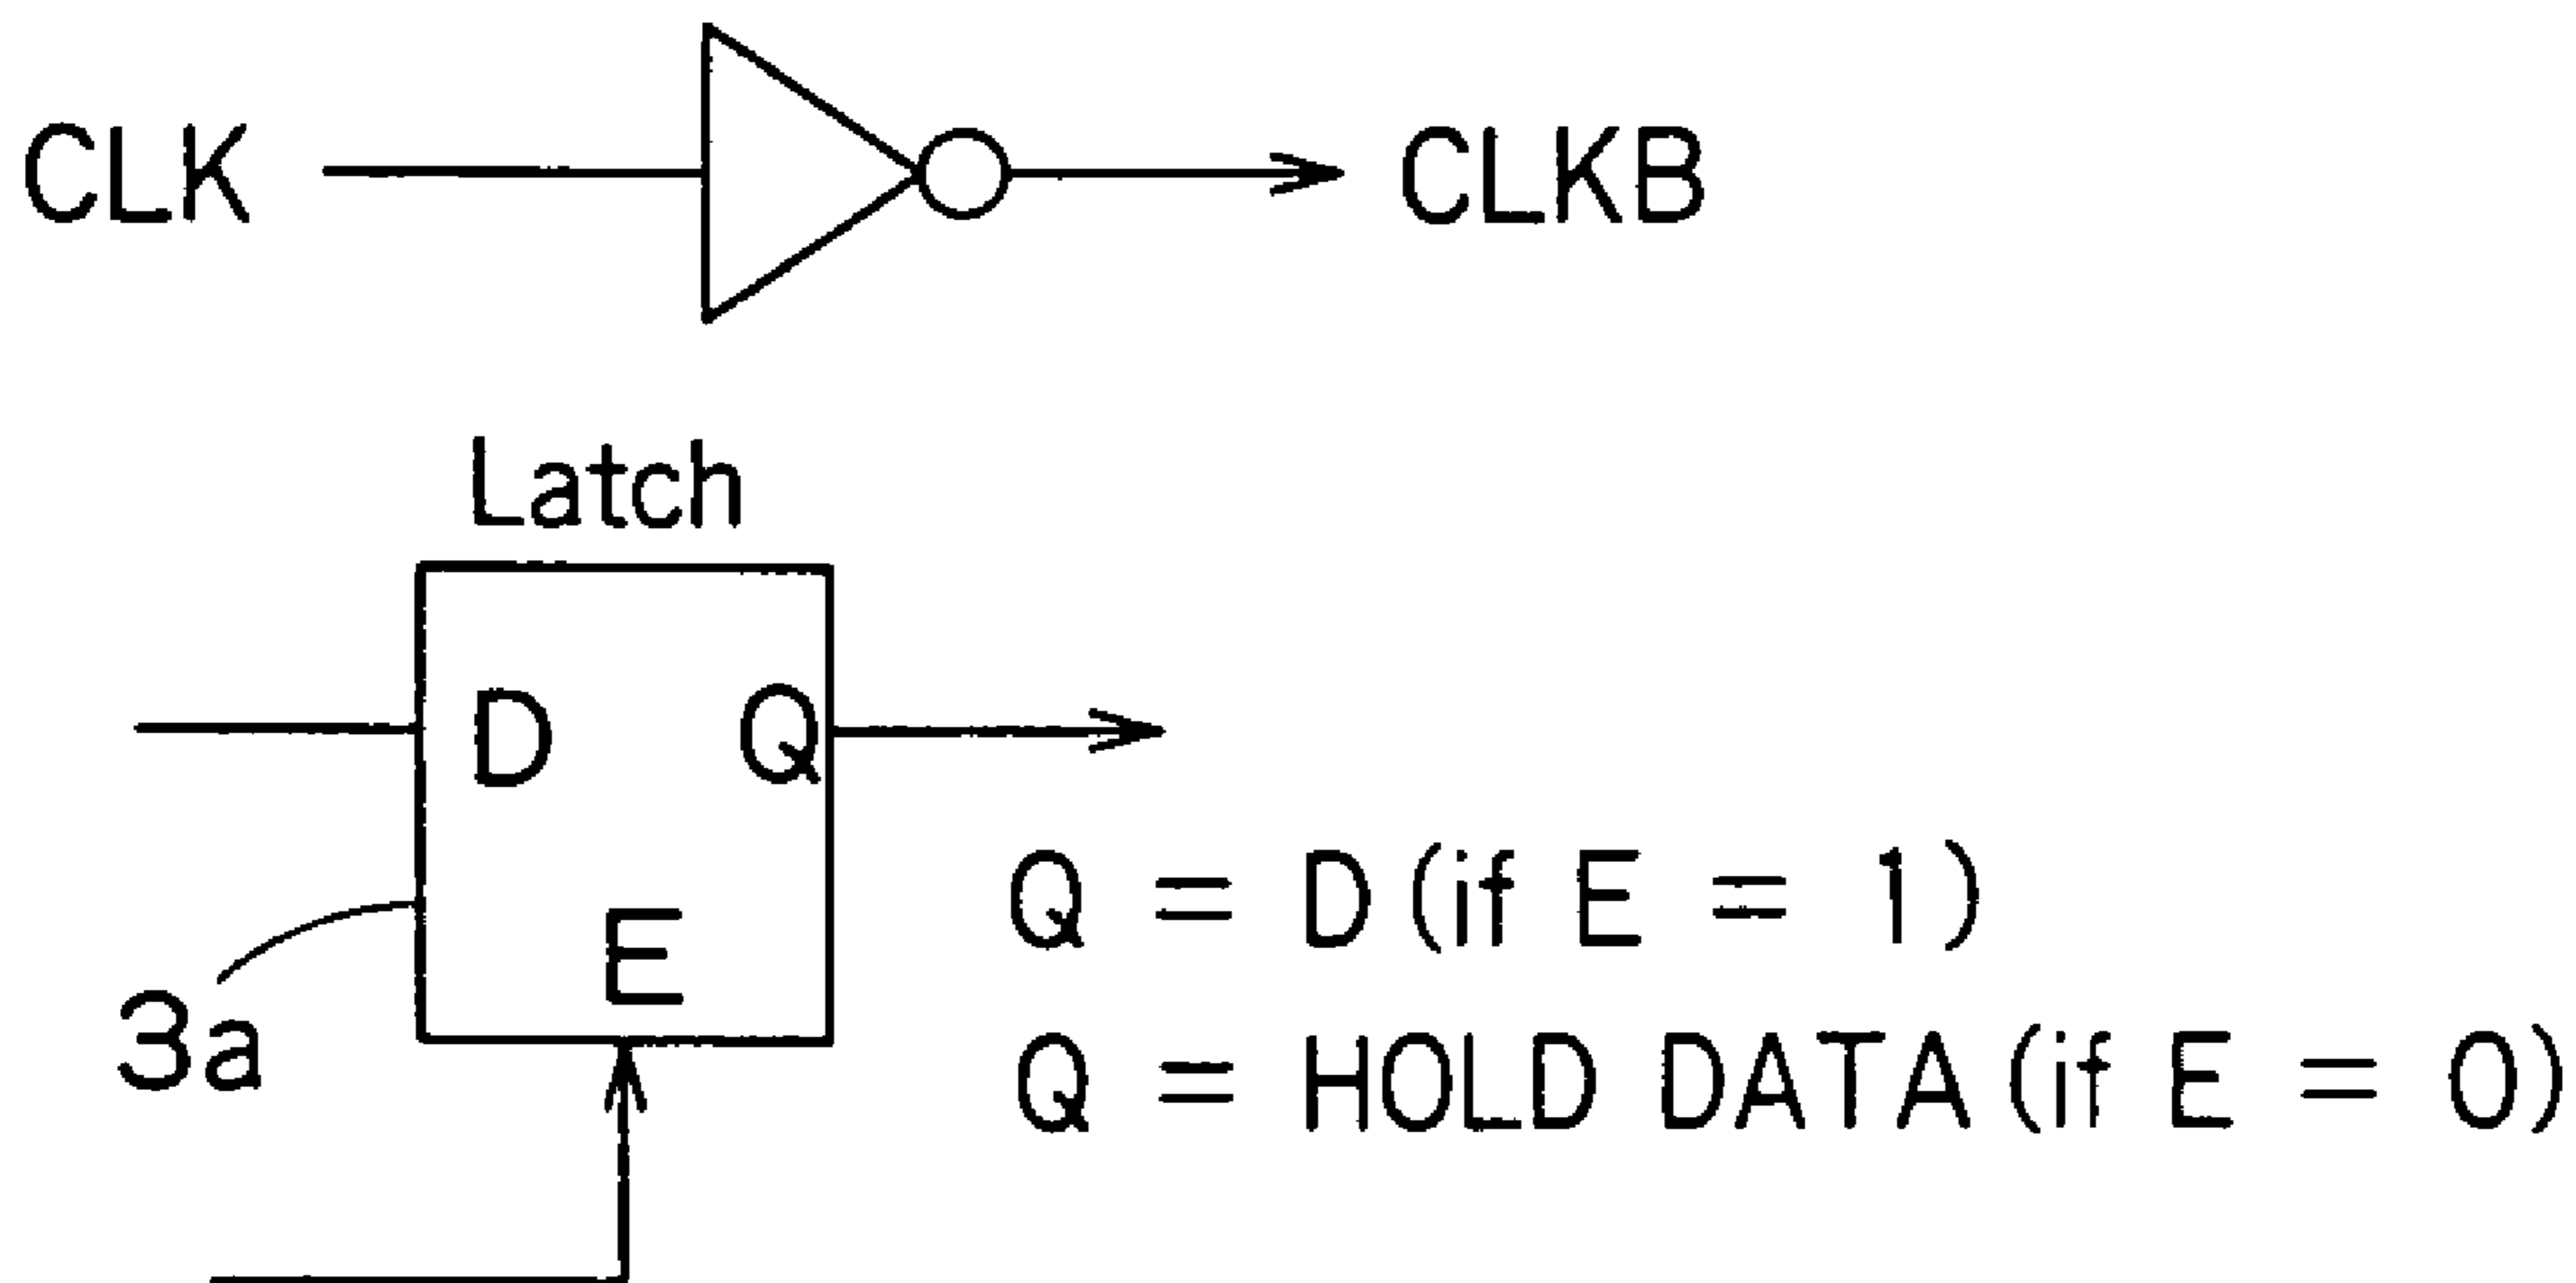 CLK CLKB
Latch
D Q
E
3a
Q = D (if E = 1)
Q = HOLD DATA (if E = 0)